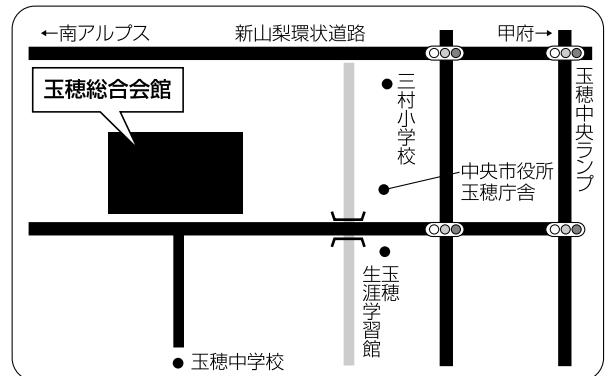 ←南アルプス
新山梨環状道路
甲府→
玉穂総合会館
三村小学校
玉穂中央ランプ
中央市役所
玉穂庁舎
玉穂
生涯学習館
玉穂中学校